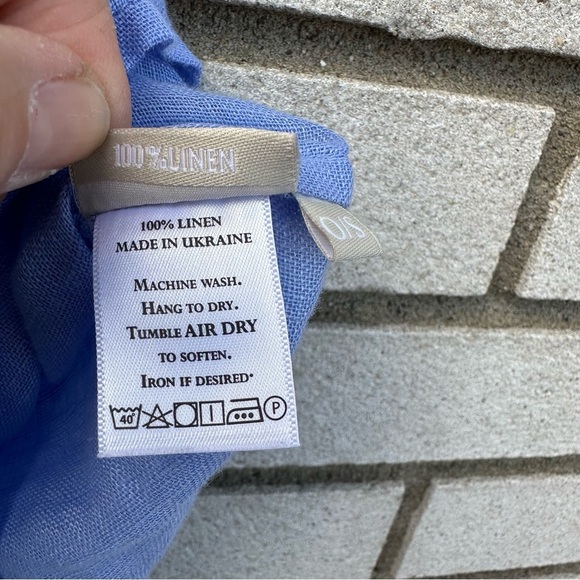 100%LINEN
O/S
100% LINEN
MADE IN UKRAINE
MACHINE WASH.
HANG TO DRY.
TUMBLE AIR DRY
TO SOFTEN.
IRON IF DESIRED*
40°
P